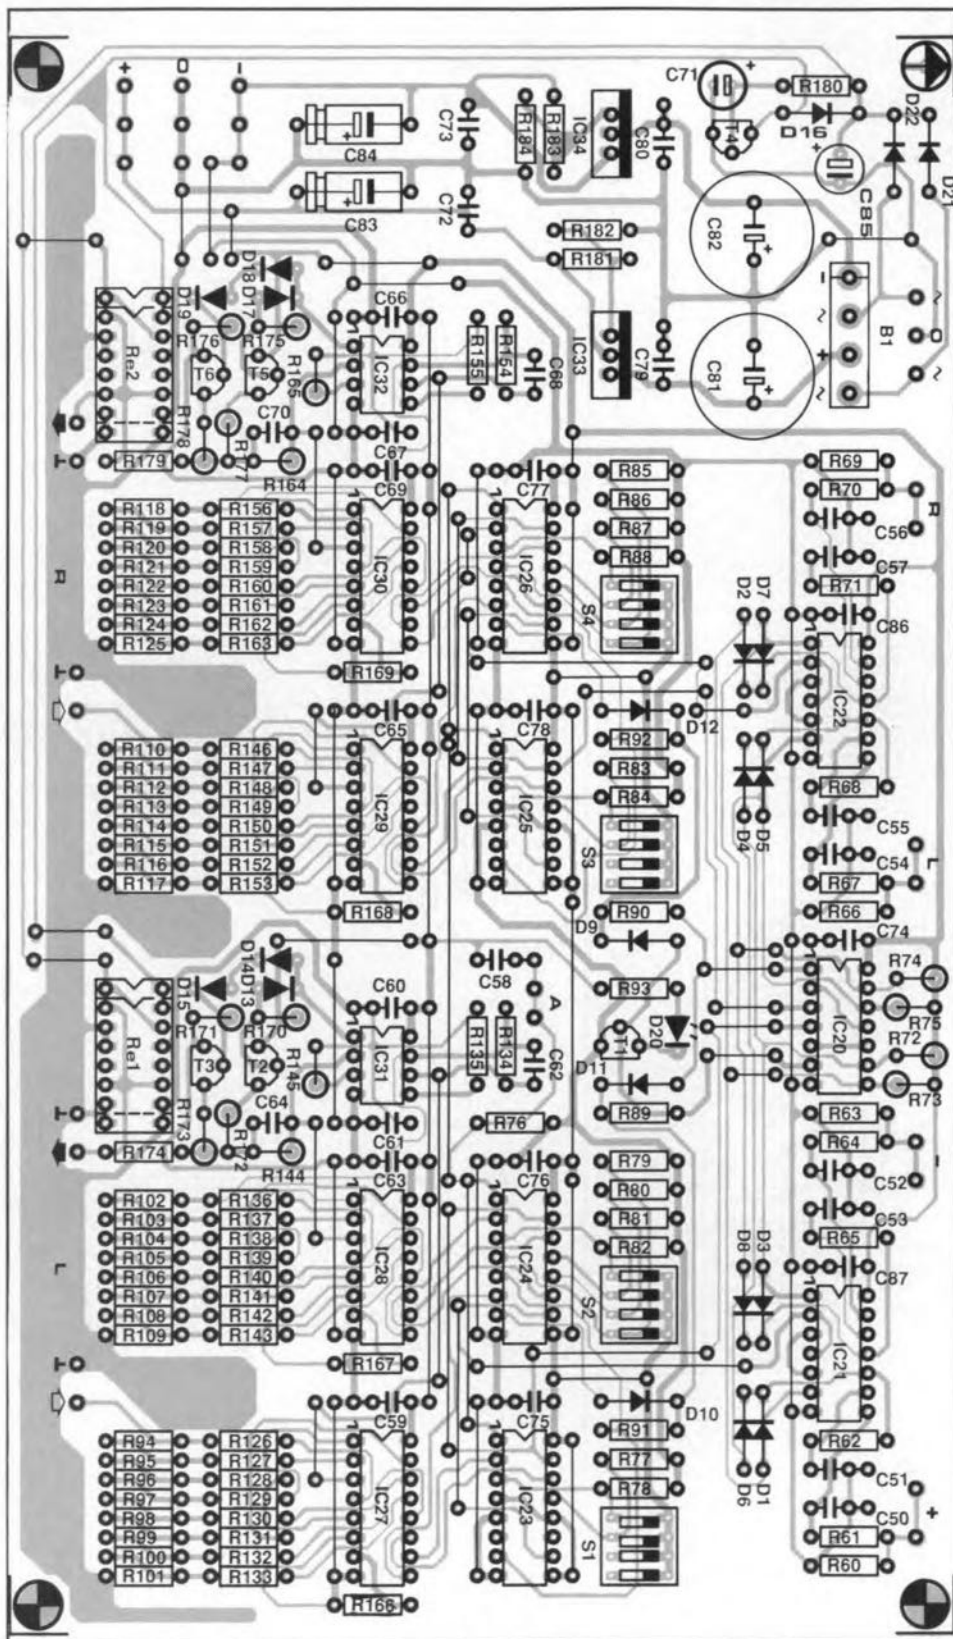 + 0 -
C84
C83
C73
C72
R184
R183
IC34
C80
C71
T4
R180
D16
D22
D21
C85
C82
R182
R181
IC33
C79
C81
B1
- ~ + ~
~ 0 ~
D19
D18
D17
C66
Re2
R176
R175
R165
T6
T5
IC32
R155
R154
C68
R178
C70
R177
R179
R164
C67
C69
C77
R85
R86
R87
R88
S4
R69
R70
R
C56
C57
R71
C86
R118 R156
R119 R157
R120 R158
R121 R159
R122 R160
R123 R161
R124 R162
R125 R163
R
IC30
IC26
R169
D2
D7
IC22
C65
C78
D12
R92
R83
R84
S3
D4
D5
R68
C55
C54
L
R67
R66
C74
R110 R146
R111 R147
R112 R148
R113 R149
R114 R150
R115 R151
R116 R152
R117 R153
IC29
IC25
R168
R90
D9
D15
D14
D13
C60
C58
A
R93
D20
T1
D11
R89
IC20
R74
R75
R72
R73
Re1
R171
R170
R145
T3
T2
IC31
R135
R134
C62
R173
C64
R172
R174
R144
C61
R76
C63
C76
R79
R80
R81
R82
S2
R63
R64
-
C52
C53
R65
C87
R102 R136
R103 R137
R104 R138
R105 R139
R106 R140
R107 R141
R108 R142
R109 R143
L
IC28
IC24
R167
D8
D3
IC21
C59
C75
D10
R91
R77
R78
S1
D6
D1
R62
C51
C50
+
R61
R60
R94 R126
R95 R127
R96 R128
R97 R129
R98 R130
R99 R131
R100 R132
R101 R133
IC27
IC23
R166